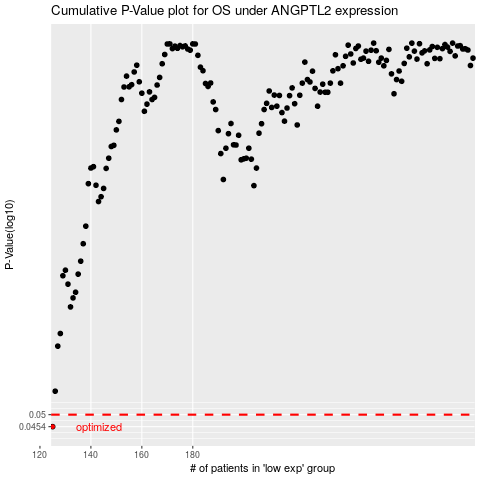 Cumulative P-Value plot for OS under ANGPTL2 expression
P-Value(log10)
0.05
0.0454
optimized
120 140 160 180
# of patients in 'low exp' group